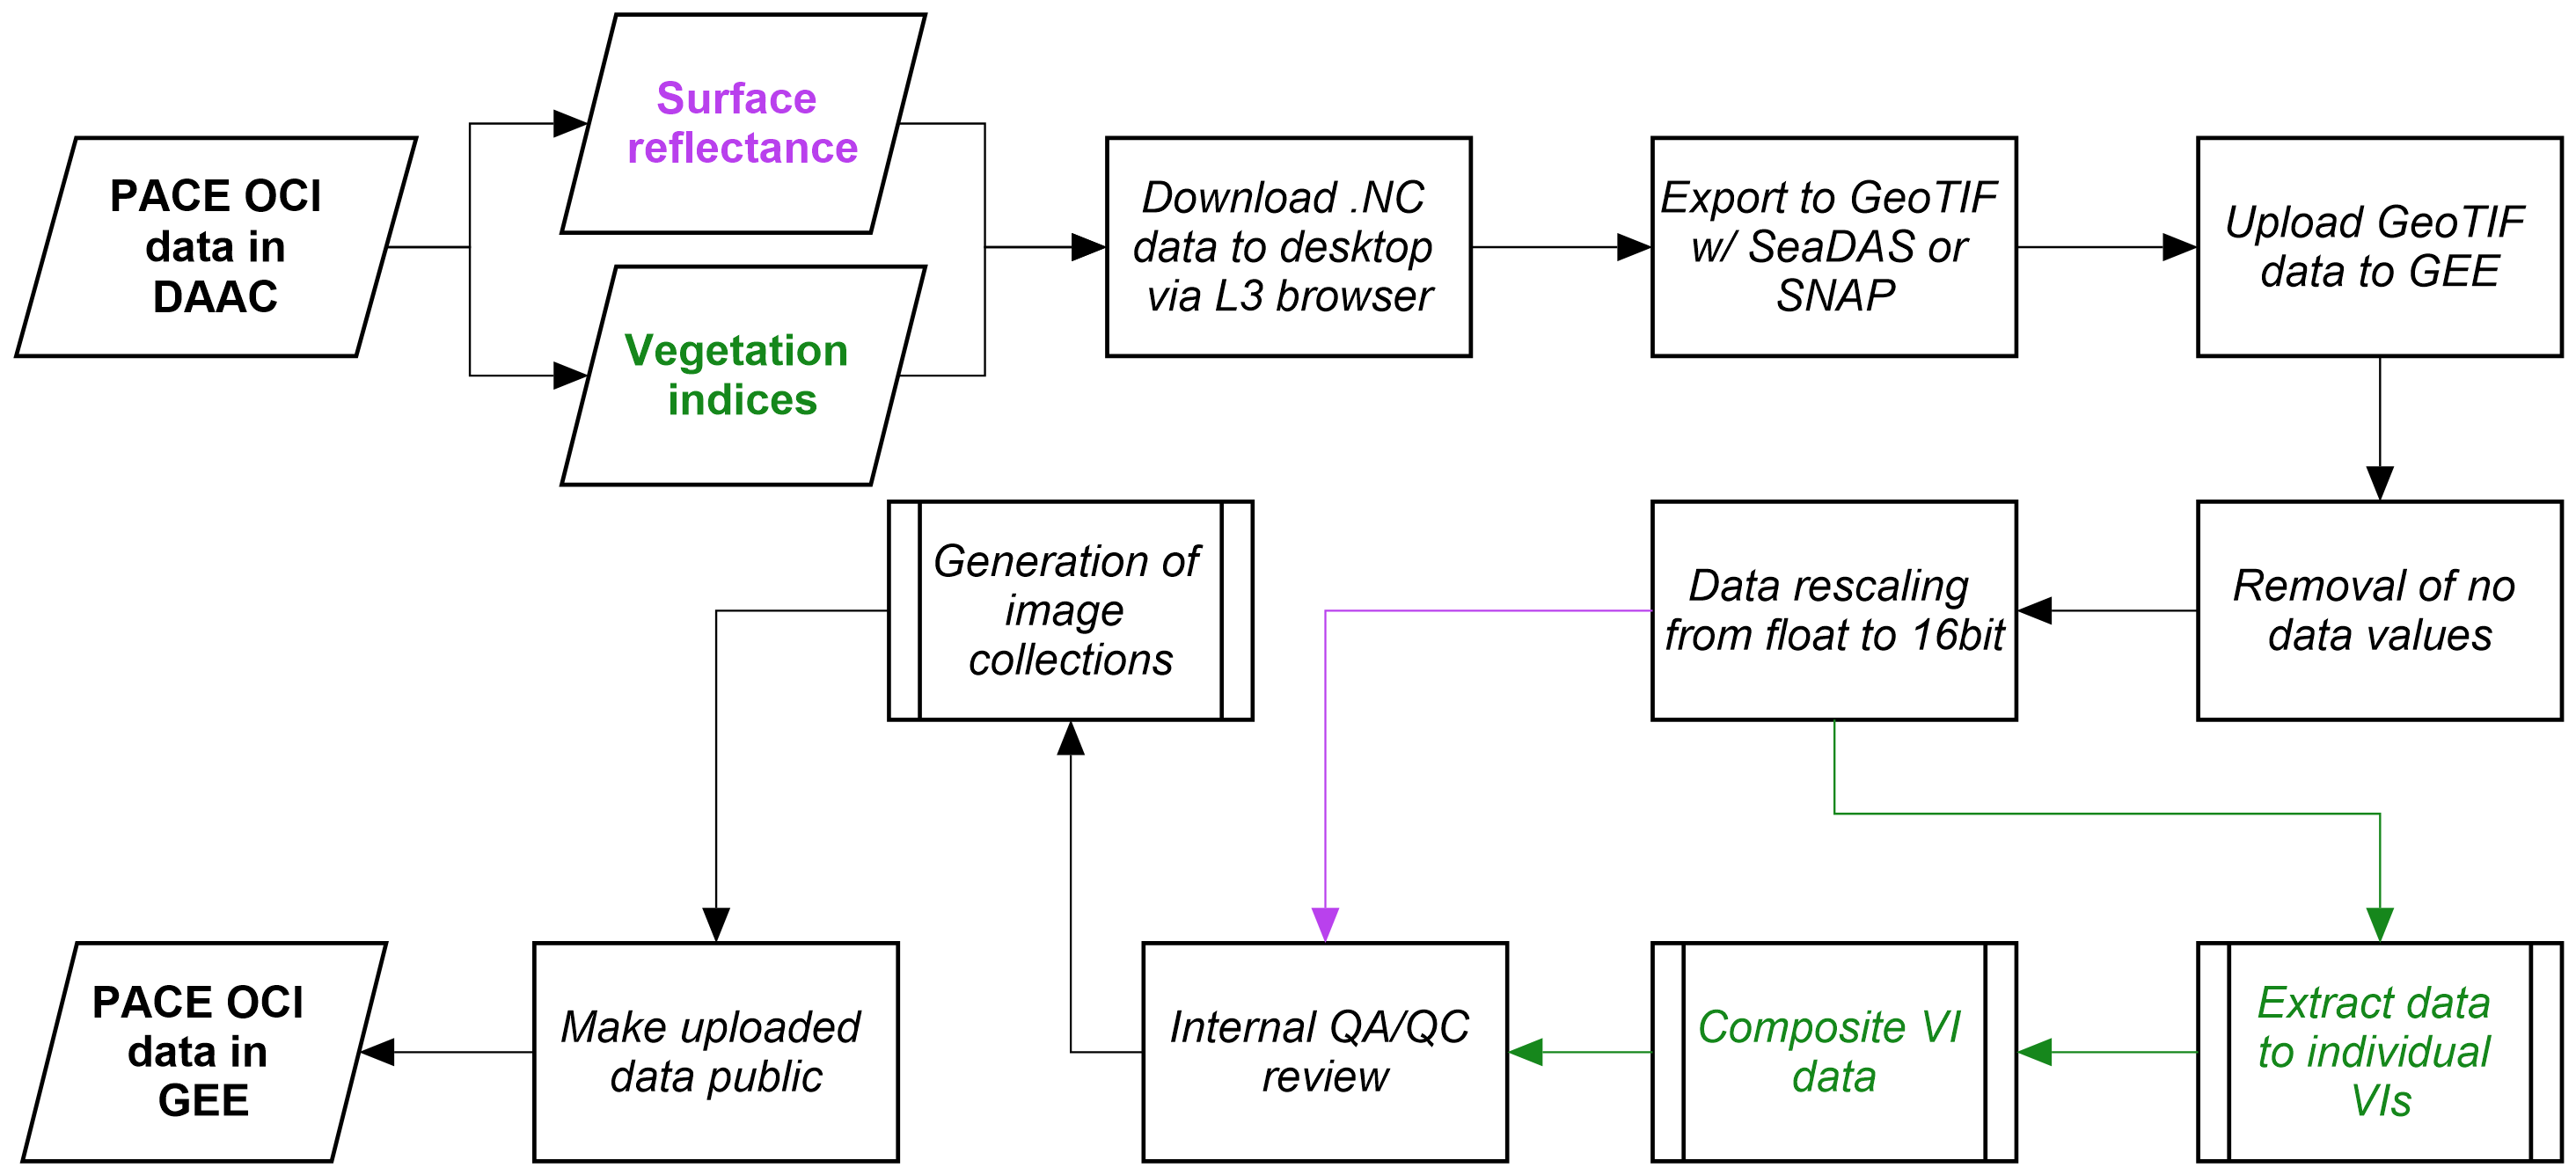 PACE OCI
data in
DAAC
Surface
reflectance
Vegetation
indices
Download .NC
data to desktop
via L3 browser
Export to GeoTIF
w/ SeaDAS or
SNAP
Upload GeoTIF
data to GEE
Removal of no
data values
Data rescaling
from float to 16bit
Generation of
image
collections
Extract data
to individual
VIs
Composite VI
data
Internal QA/QC
review
Make uploaded
data public
PACE OCI
data in
GEE